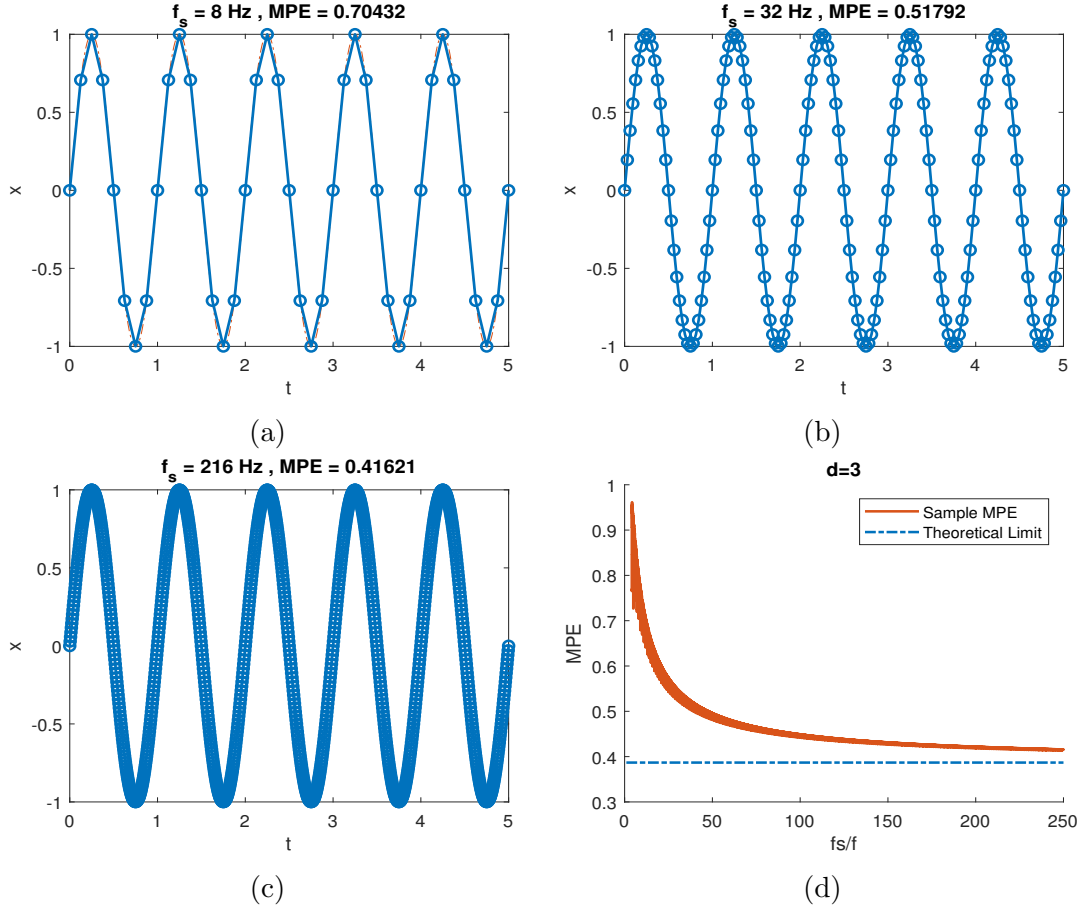 f_s = 8 Hz , MPE = 0.70432
1
0.5
0
-0.5
-1
x
0 1 2 3 4 5
t
(a)
f_s = 32 Hz , MPE = 0.51792
1
0.5
0
-0.5
-1
x
0 1 2 3 4 5
t
(b)
f_s = 216 Hz , MPE = 0.41621
1
0.5
0
-0.5
-1
x
0 1 2 3 4 5
t
(c)
d=3
1
0.9
0.8
0.7
0.6
0.5
0.4
0.3
MPE
Sample MPE
Theoretical Limit
0 50 100 150 200 250
fs/f
(d)